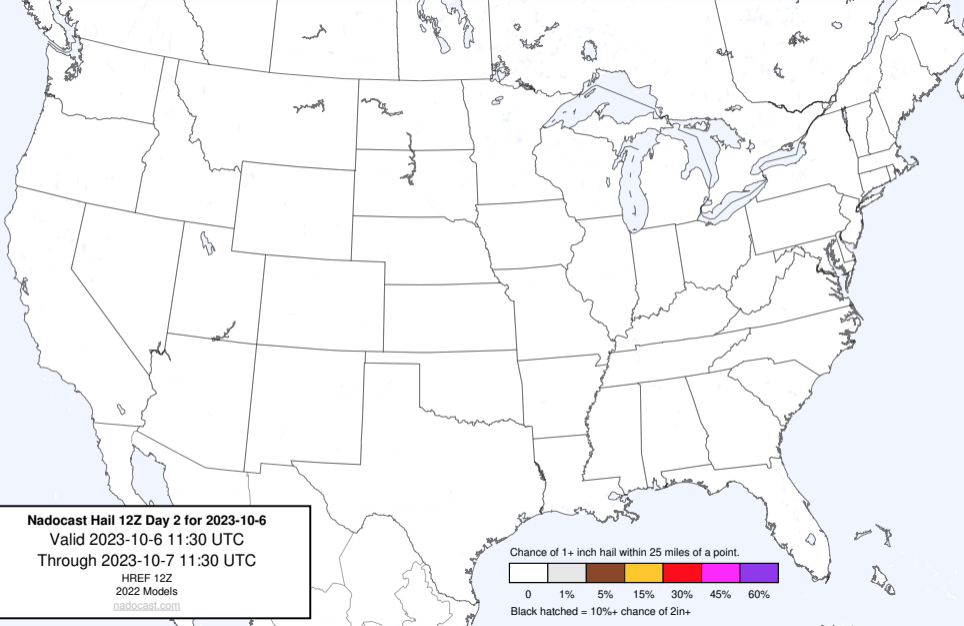 Nadocast Hail 12Z Day 2 for 2023-10-6
Valid 2023-10-6 11:30 UTC
Through 2023-10-7 11:30 UTC
HREF 12Z
2022 Models
nadocast.com
Chance of 1+ inch hail within 25 miles of a point.
0 1% 5% 15% 30% 45% 60%
Black hatched = 10%+ chance of 2in+